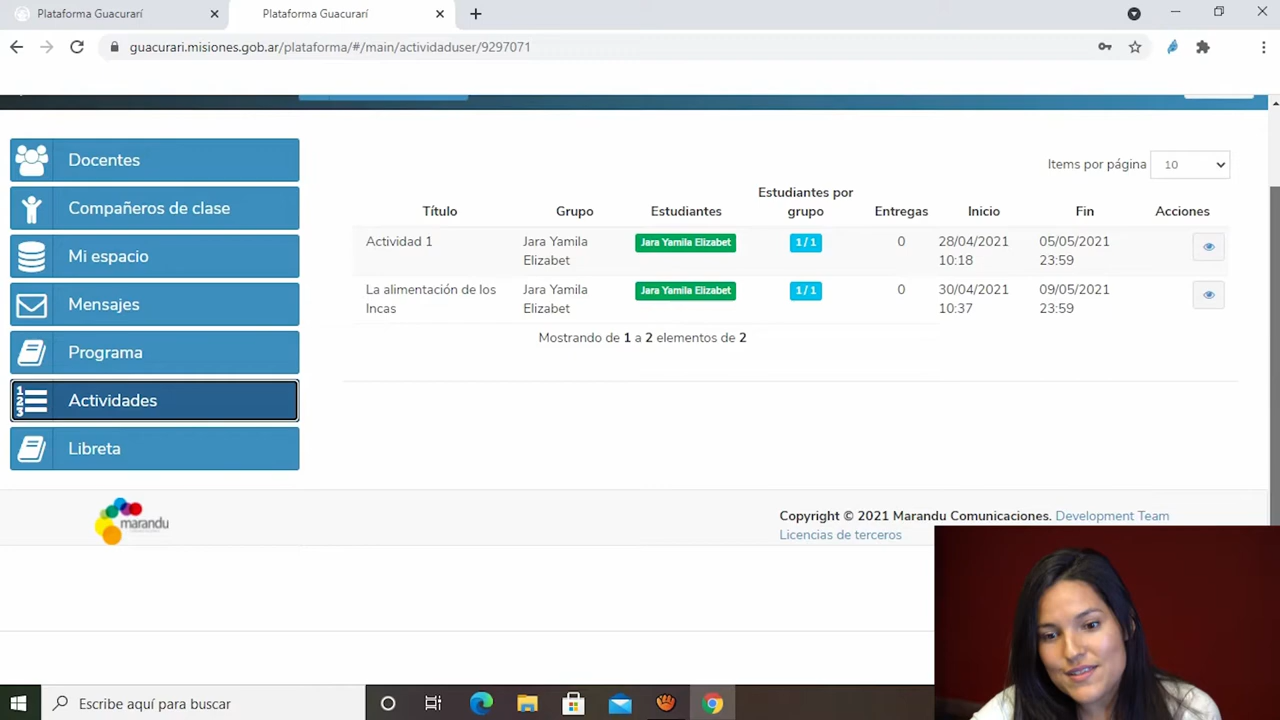 Plataforma Guacurarí
Plataforma Guacurarí
guacurari.misiones.gob.ar/plataforma/#/main/actividaduser/9297071
Docentes
Compañeros de clase
Mi espacio
Mensajes
Programa
Actividades
Libreta
Items por página 10
Título Grupo Estudiantes Estudiantes por grupo Entregas Inicio Fin Acciones
Actividad 1 Jara Yamila Elizabet Jara Yamila Elizabet 1 / 1 0 28/04/2021 10:18 05/05/2021 23:59
La alimentación de los Incas Jara Yamila Elizabet Jara Yamila Elizabet 1 / 1 0 30/04/2021 10:37 09/05/2021 23:59
Mostrando de 1 a 2 elementos de 2
marandu
Copyright © 2021 Marandu Comunicaciones. Development Team
Licencias de terceros
Escribe aquí para buscar